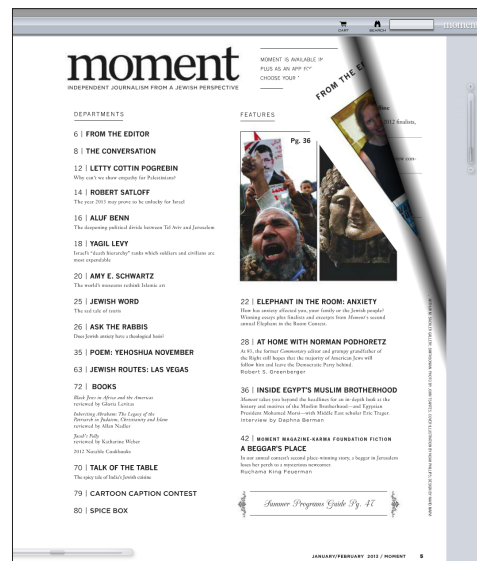 CART
SEARCH
momen
moment
INDEPENDENT JOURNALISM FROM A JEWISH PERSPECTIVE
MOMENT IS AVAILABLE
PLUS AS AN APP
CHOOSE YOUR
FROM THE
2012 finalists,
DEPARTMENTS
6 | FROM THE EDITOR
8 | THE CONVERSATION
12 | LETTY COTTIN POGREBIN
Why can't we show empathy for Palestinians?
14 | ROBERT SATLOFF
The year 2013 may prove to be unlucky for Israel
16 | ALUF BENN
The deepening political divide between Tel Aviv and Jerusalem
18 | YAGIL LEVY
Israel's "death hierarchy" ranks which soldiers and civilians are
most expendable
20 | AMY E. SCHWARTZ
The world's museums rethink Islamic art
25 | JEWISH WORD
The sad tale of tsuris
26 | ASK THE RABBIS
Does Jewish anxiety have a theological basis?
35 | POEM: YEHOSHUA NOVEMBER
63 | JEWISH ROUTES: LAS VEGAS
72 | BOOKS
Black Jews in Africa and the Americas
reviewed by Gloria Levitas
Inheriting Abraham: The Legacy of the
Patriarch in Judaism, Christianity and Islam
reviewed by Allan Nadler
Jujitsu Rabbi
reviewed by Katharine Weber
2012 Notable Cookbooks
70 | TALK OF THE TABLE
The spicy tale of India's Jewish cuisine
79 | CARTOON CAPTION CONTEST
80 | SPICE BOX
FEATURES
Pg. 36
22 | ELEPHANT IN THE ROOM: ANXIETY
How has anxiety affected you, your family or the Jewish people?
Winning essays plus finalists and excerpts from Moment's second
annual Elephant in the Room Contest.
28 | AT HOME WITH NORMAN PODHORETZ
At 83, the former Commentary editor and grumpy grandfather of
the Right still hopes that the majority of American Jews will
follow him and leave the Democratic Party behind.
Robert S. Greenberger
36 | INSIDE EGYPT'S MUSLIM BROTHERHOOD
Moment takes you beyond the headlines for an in-depth look at the
history and motives of the Muslim Brotherhood—and Egyptian
President Mohamed Morsi—with Middle East scholar Eric Trager.
interview by Daphna Berman
42 | MOMENT MAGAZINE-KARMA FOUNDATION FICTION
A BEGGAR'S PLACE
In our annual contest's second place-winning story, a beggar in Jerusalem
loses her perch to a mysterious newcomer.
Ruchama King Feuerman
Summer Programs Guide Pg. 47
JANUARY/FEBRUARY 2013 / MOMENT 5